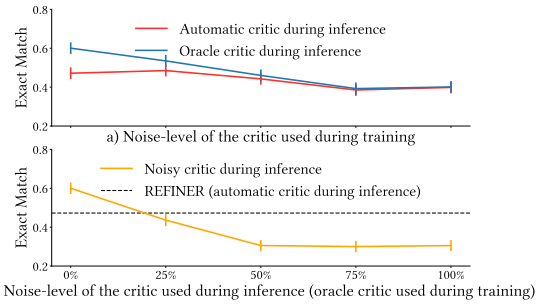 0.8
0.6
0.4
0.2
Exact Match
Automatic critic during inference
Oracle critic during inference
a) Noise-level of the critic used during training
0.8
0.6
0.4
0.2
Exact Match
Noisy critic during inference
REFINER (automatic critic during inference)
0% 25% 50% 75% 100%
Noise-level of the critic used during inference (oracle critic used during training)